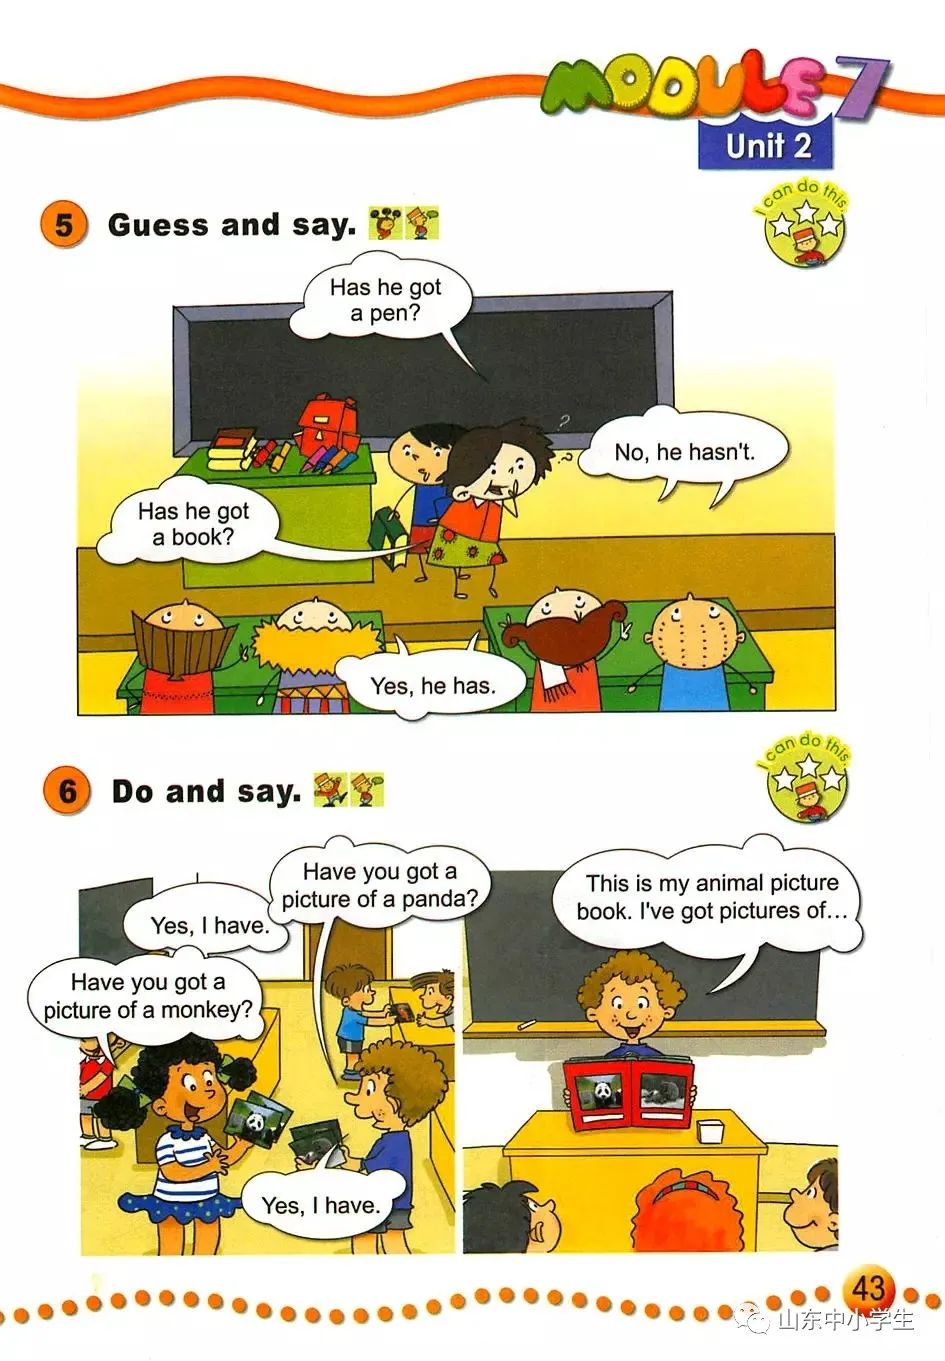 MODULE 7
Unit 2
5 Guess and say.
I can do this.
Has he got
a pen?
No, he hasn't.
Has he got
a book?
Yes, he has.
6 Do and say.
I can do this.
Have you got a
picture of a panda?
Yes, I have.
Have you got a
picture of a monkey?
Yes, I have.
This is my animal picture
book. I've got pictures of...
43
山东中小学生